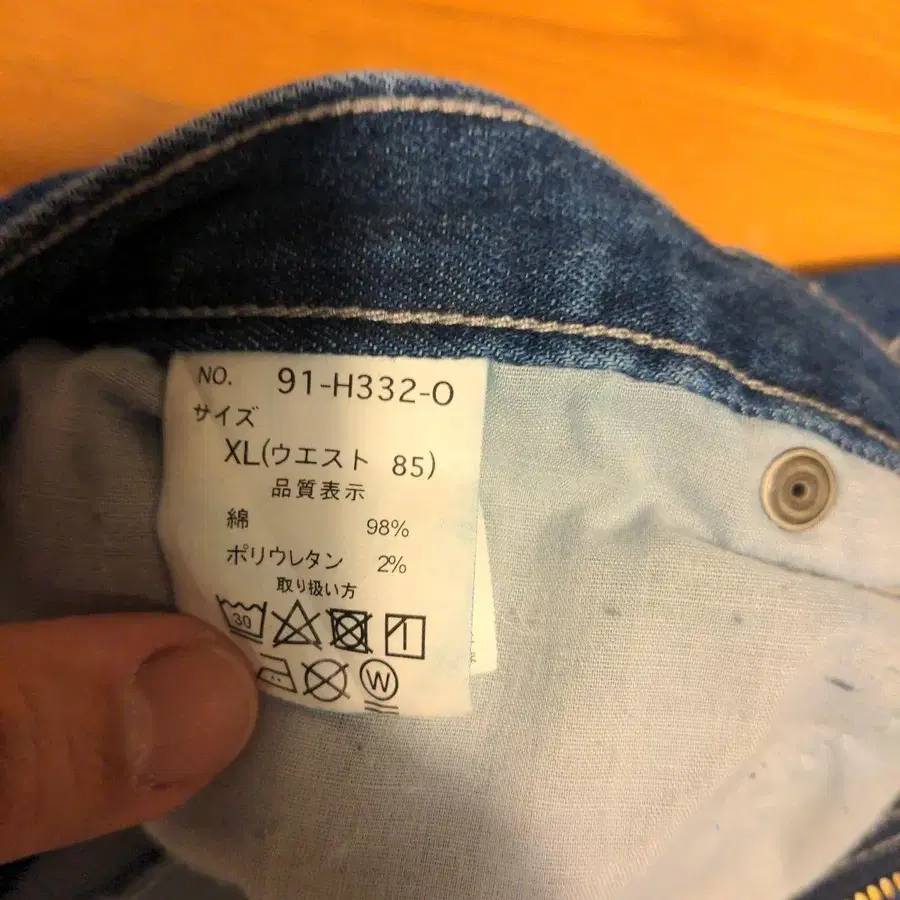 NO. 91-H332-O
サイズ
XL(ウエスト 85)
品質表示
綿 98%
ポリウレタン 2%
取り扱い方
30
W